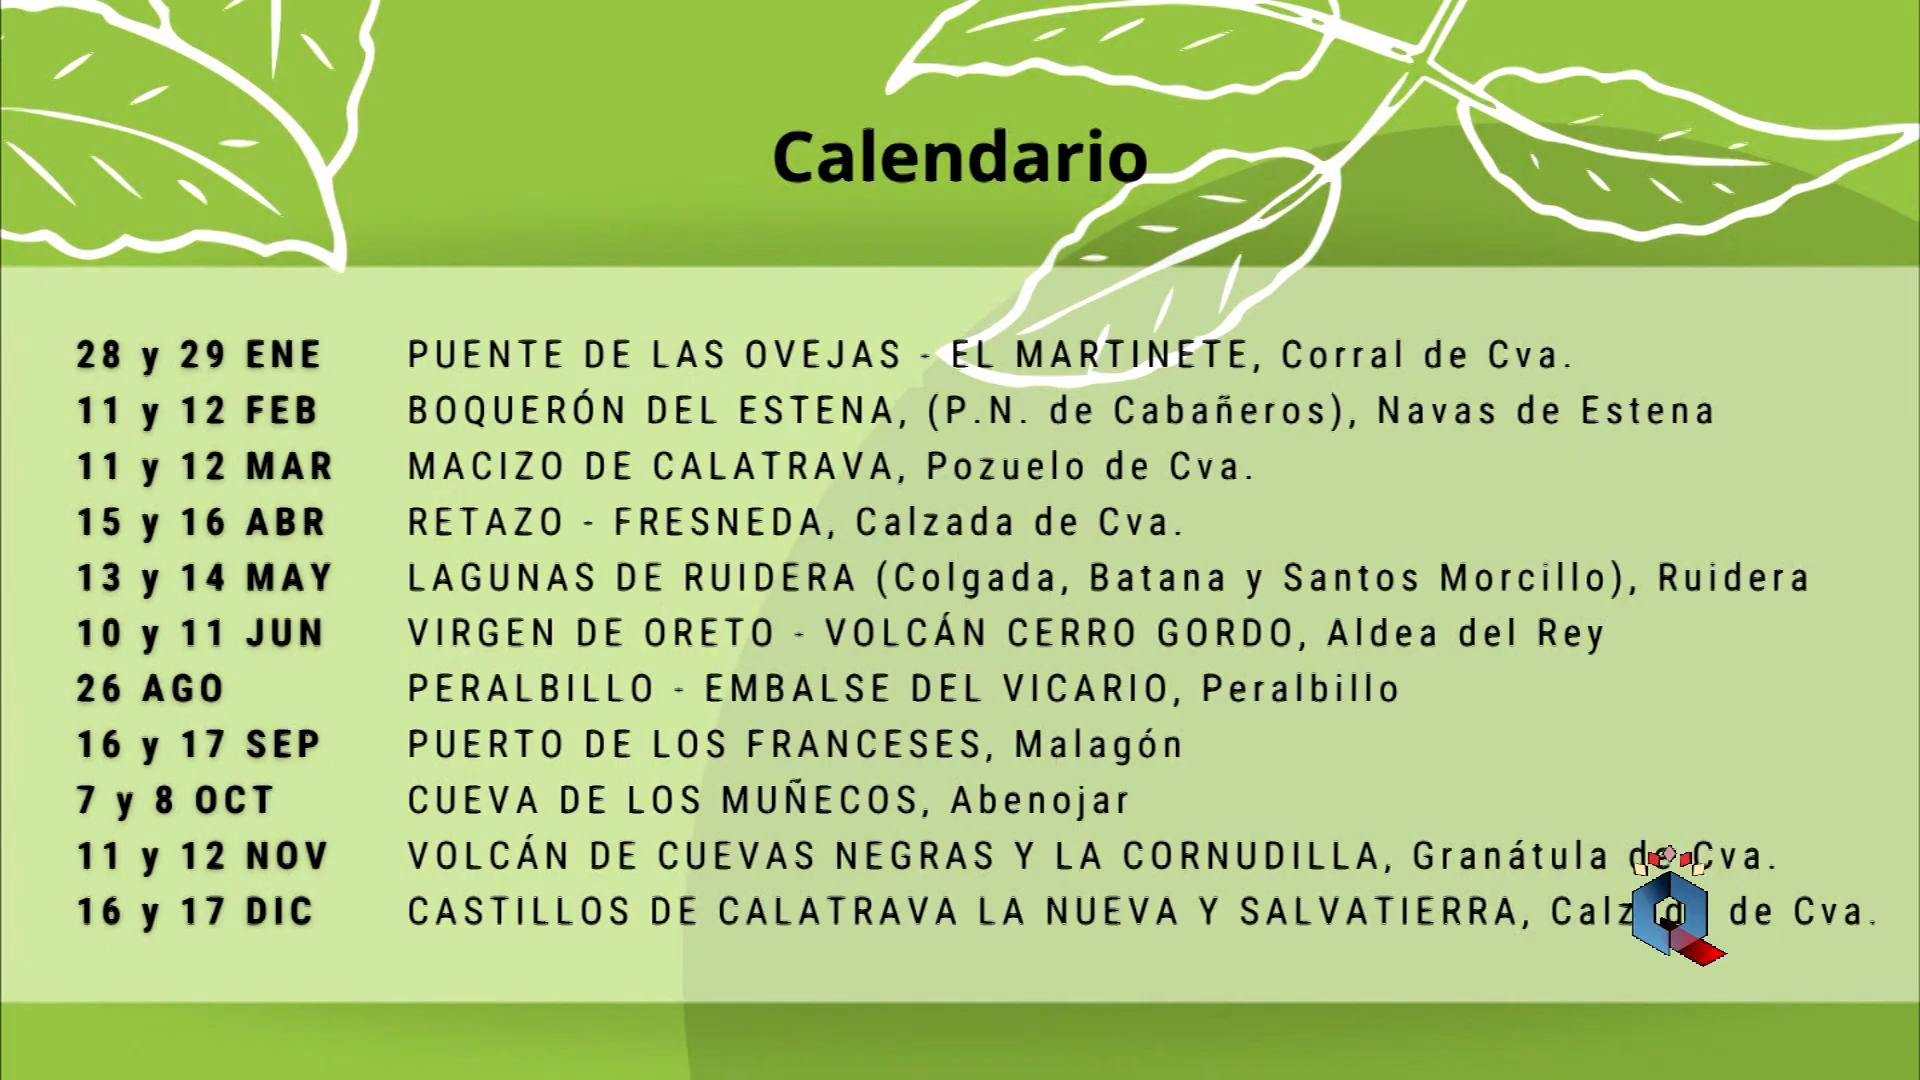 Calendario
28 y 29 ENE PUENTE DE LAS OVEJAS - EL MARTINETE, Corral de Cva.
11 y 12 FEB BOQUERÓN DEL ESTENA, (P.N. de Cabañeros), Navas de Estena
11 y 12 MAR MACIZO DE CALATRAVA, Pozuelo de Cva.
15 y 16 ABR RETAZO - FRESNEDA, Calzada de Cva.
13 y 14 MAY LAGUNAS DE RUIDERA (Colgada, Batana y Santos Morcillo), Ruidera
10 y 11 JUN VIRGEN DE ORETO - VOLCÁN CERRO GORDO, Aldea del Rey
26 AGO PERALBILLO - EMBALSE DEL VICARIO, Peralbillo
16 y 17 SEP PUERTO DE LOS FRANCESES, Malagón
7 y 8 OCT CUEVA DE LOS MUÑECOS, Abenojar
11 y 12 NOV VOLCÁN DE CUEVAS NEGRAS Y LA CORNUDILLA, Granátula de Cva.
16 y 17 DIC CASTILLOS DE CALATRAVA LA NUEVA Y SALVATIERRA, Calzada de Cva.